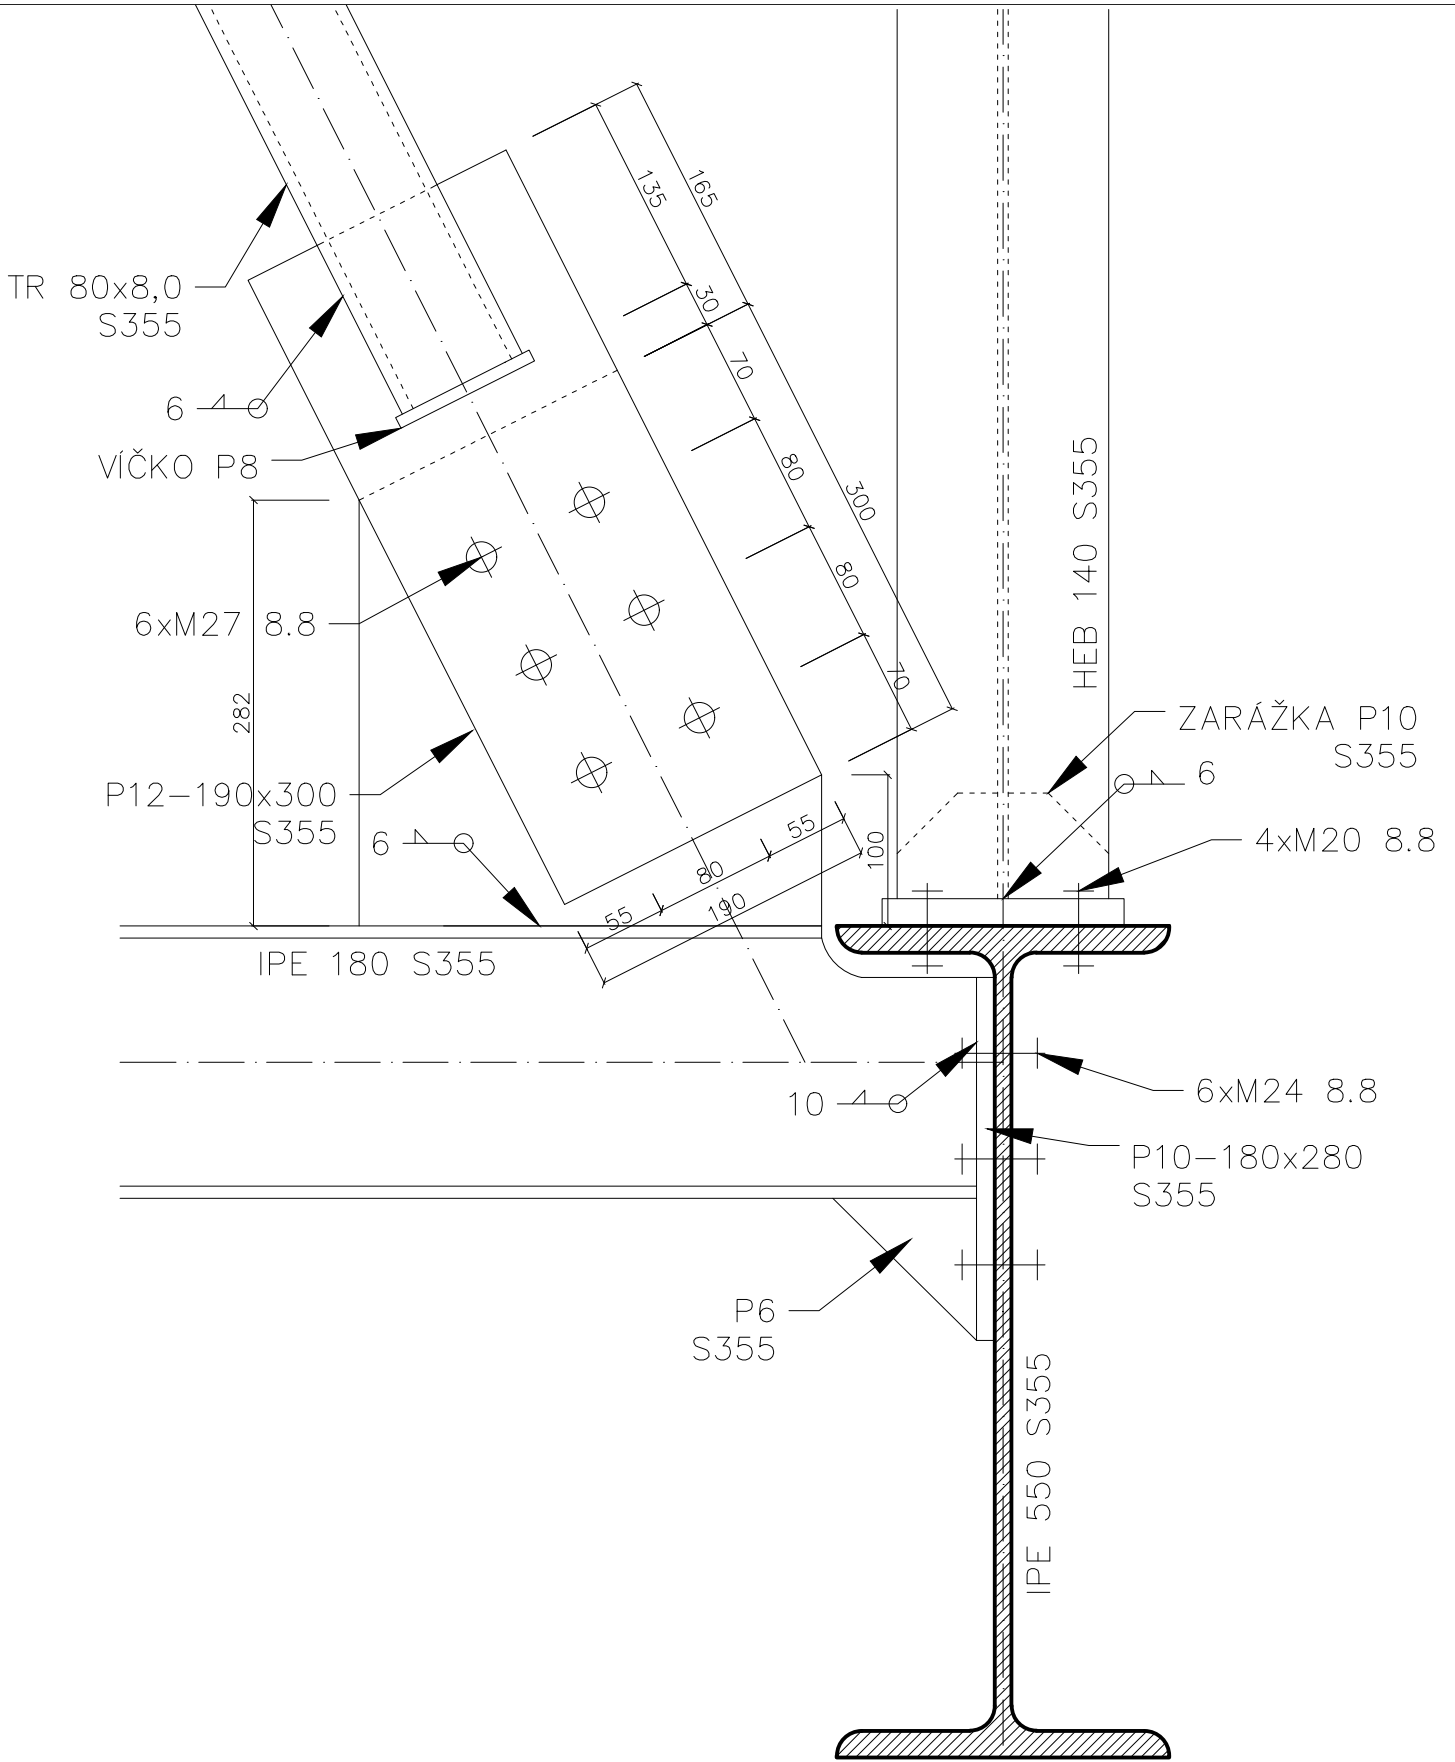 165
135
30
TR 80x8,0
S355
70
6
VÍČKO P8
80
300
HEB 140 S355
80
6xM27 8.8
70
282
ZARÁŽKA P10
S355
6
P12-190x300
S355
6
55
100
4xM20 8.8
80
190
55
IPE 180 S355
10
6xM24 8.8
P10-180x280
S355
P6
S355
IPE 550 S355